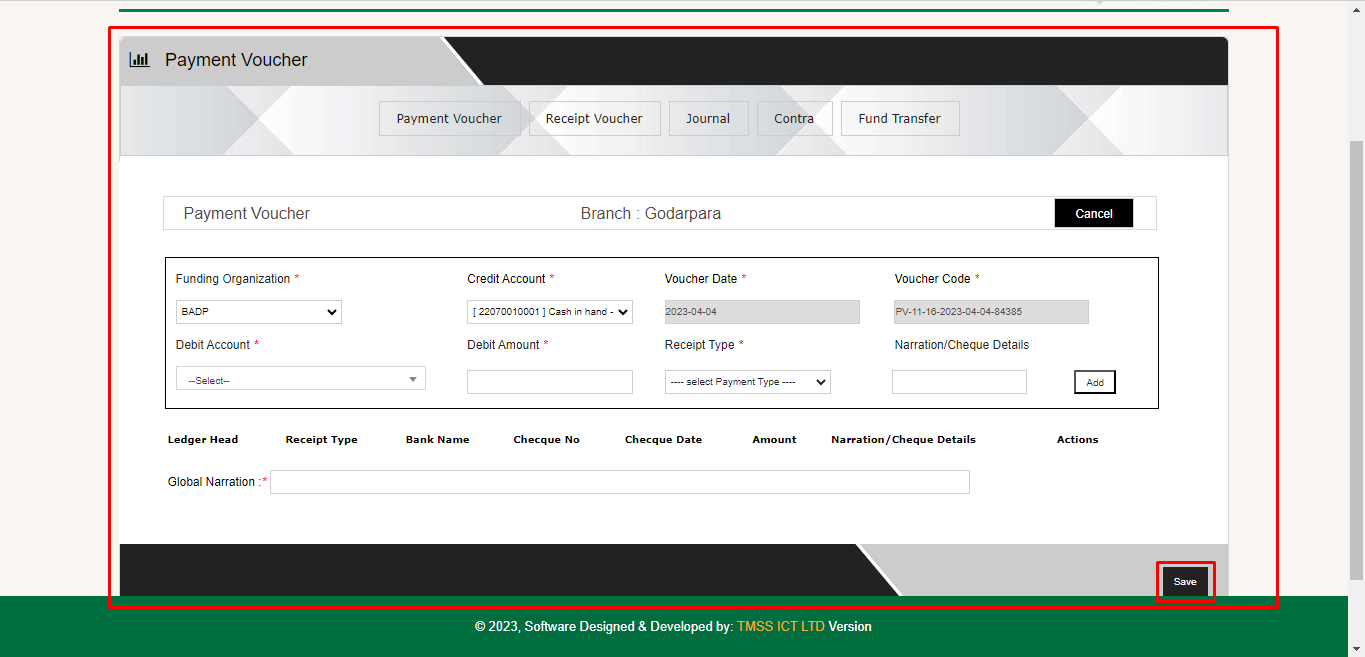 Payment Voucher
Payment Voucher Receipt Voucher Journal Contra Fund Transfer
Payment Voucher Branch : Godarpara Cancel
Funding Organization * Credit Account * Voucher Date * Voucher Code *
BADP [ 22070010001 ] Cash in hand - 2023-04-04 PV-11-16-2023-04-04-84385
Debit Account * Debit Amount * Receipt Type * Narration/Cheque Details
--Select-- ---- select Payment Type ---- Add
Ledger Head Receipt Type Bank Name Checque No Checque Date Amount Narration/Cheque Details Actions
Global Narration :*
Save
© 2023, Software Designed & Developed by: TMSS ICT LTD Version